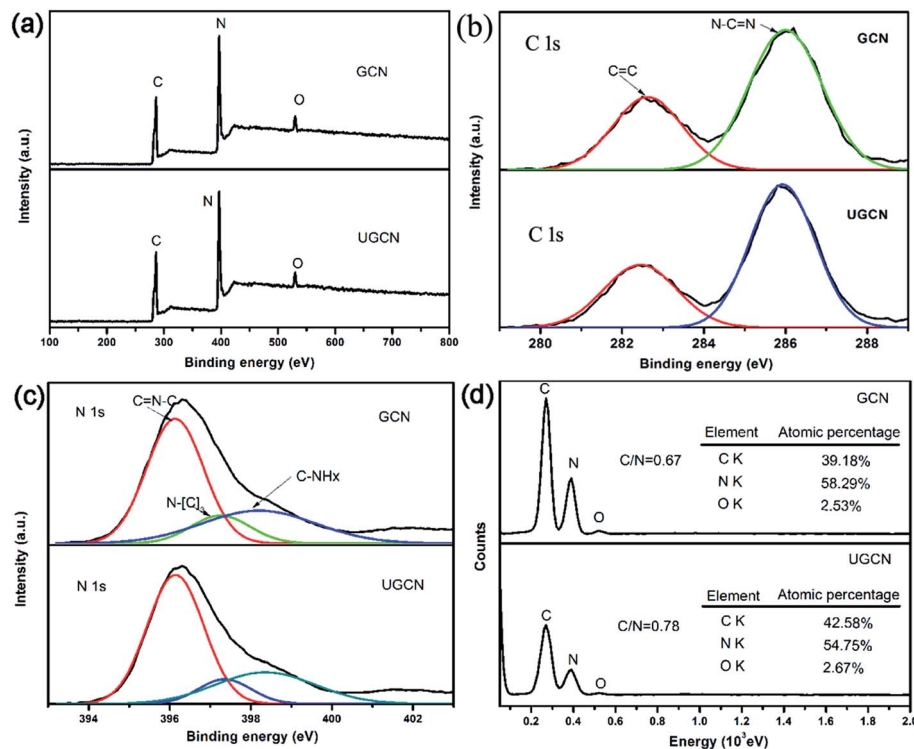 (a)
N
GCN
C
O
N
UGCN
C
O
Intensity (a.u.)
100 200 300 400 500 600 700 800
Binding energy (eV)
(b)
C 1s
N-C=N
GCN
C=C
C 1s
UGCN
Intensity (a.u.)
280 282 284 286 288
Binding energy (eV)
(c)
N 1s
C=N-C
GCN
C-NHx
N-[C]3
N 1s
UGCN
Intensity (a.u.)
394 396 398 400 402
Binding energy (eV)
(d)
C
GCN
Element Atomic percentage
C/N=0.67
C K 39.18%
N
N K 58.29%
O K 2.53%
O
UGCN
Element Atomic percentage
C
C/N=0.78
C K 42.58%
N K 54.75%
N
O K 2.67%
O
Counts
0.2 0.4 0.6 0.8 1.0 1.2 1.4 1.6 1.8 2.0
Energy (10³eV)